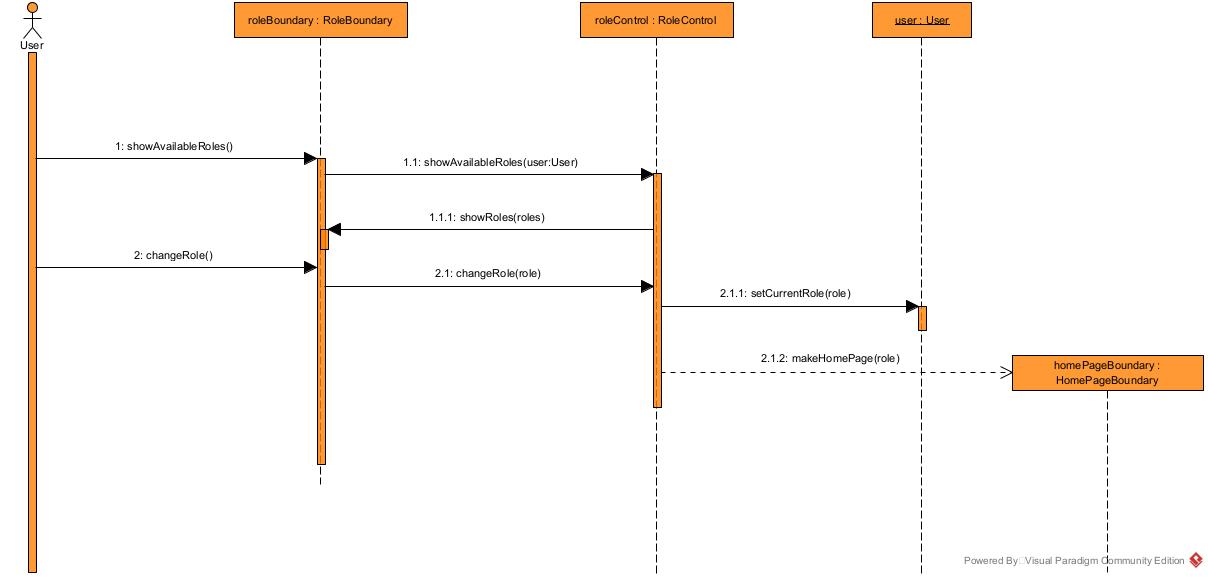 User
roleBoundary : RoleBoundary
roleControl : RoleControl
user : User
1: showAvailableRoles()
1.1: showAvailableRoles(user:User)
1.1.1: showRoles(roles)
2: changeRole()
2.1: changeRole(role)
2.1.1: setCurrentRole(role)
2.1.2: makeHomePage(role)
homePageBoundary :
HomePageBoundary
Powered By Visual Paradigm Community Edition